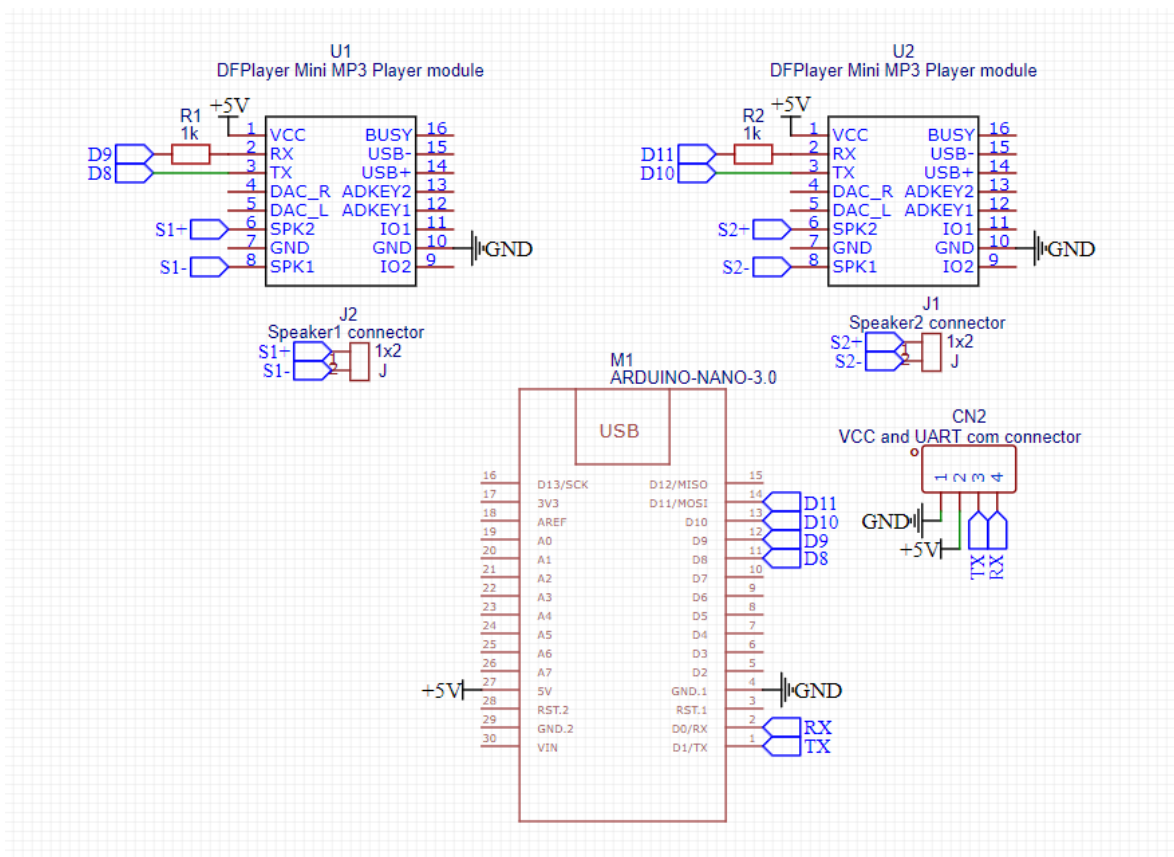 U1
DFPlayer Mini MP3 Player module
+5V
R1
1k
D9
D8
S1+
S1-
1 VCC BUSY 16
2 RX USB- 15
3 TX USB+ 14
4 DAC_R ADKEY2 13
5 DAC_L ADKEY1 12
6 SPK2 IO1 11
7 GND GND 10
8 SPK1 IO2 9
GND
U2
DFPlayer Mini MP3 Player module
+5V
R2
1k
D11
D10
S2+
S2-
1 VCC BUSY 16
2 RX USB- 15
3 TX USB+ 14
4 DAC_R ADKEY2 13
5 DAC_L ADKEY1 12
6 SPK2 IO1 11
7 GND GND 10
8 SPK1 IO2 9
GND
J2
Speaker1 connector
S1+ 1 1x2
S1- 2 J
J1
Speaker2 connector
S2+ 1 1x2
S2- 2 J
M1
ARDUINO-NANO-3.0
USB
16 D13/SCK D12/MISO 15
17 3V3 D11/MOSI 14 D11
18 AREF D10 13 D10
19 A0 D9 12 D9
20 A1 D8 11 D8
21 A2 D7 10
22 A3 D6 9
23 A4 D5 8
24 A5 D4 7
25 A6 D3 6
26 A7 D2 5
+5V 27 5V GND.1 4 GND
28 RST.2 RST.1 3
29 GND.2 D0/RX 2 RX
30 VIN D1/TX 1 TX
CN2
VCC and UART com connector
1 2 3 4
GND
+5V
TX
RX